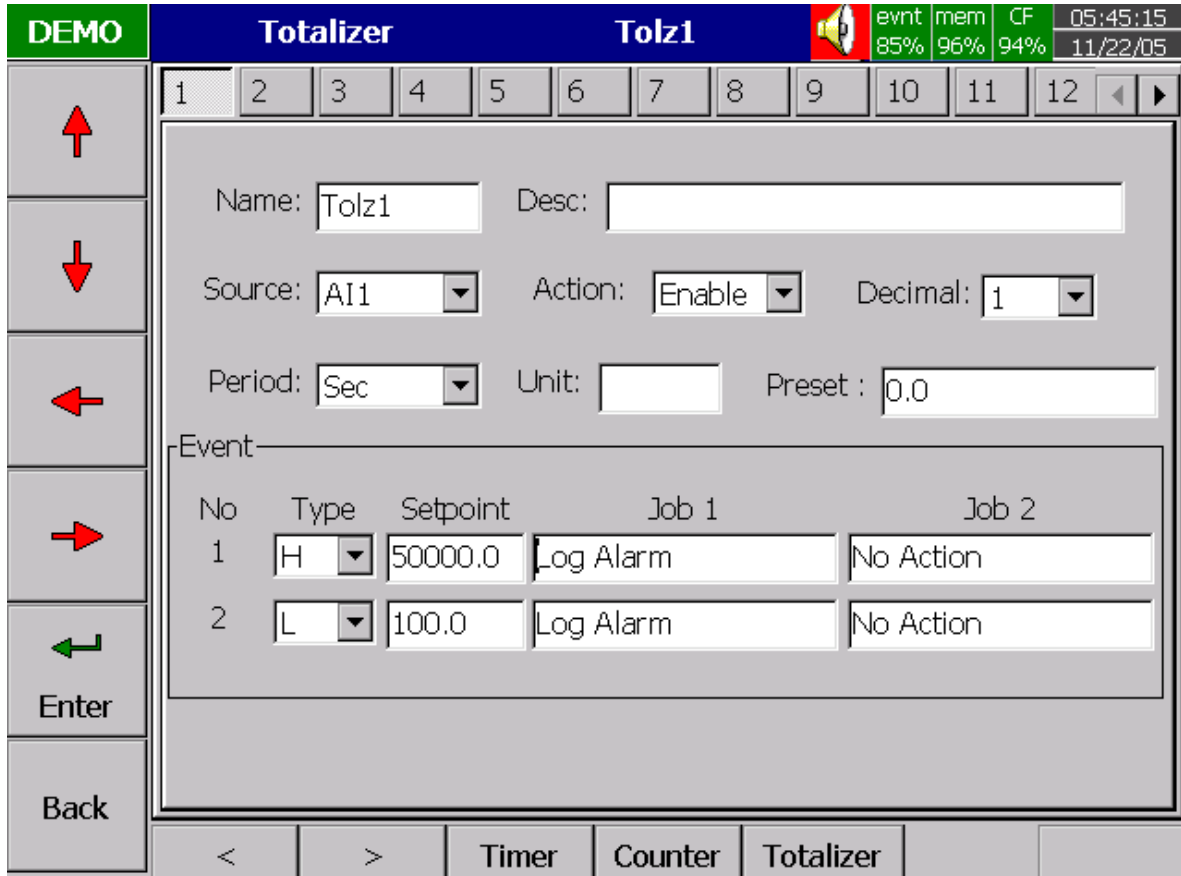 DEMO Totalizer Tolz1 evnt mem CF 05:45:15
85% 96% 94% 11/22/05
1 2 3 4 5 6 7 8 9 10 11 12
Name: Tolz1 Desc:
Source: AI1 Action: Enable Decimal: 1
Period: Sec Unit: Preset : 0.0
Event
No Type Setpoint Job 1 Job 2
1 H 50000.0 Log Alarm No Action
2 L 100.0 Log Alarm No Action
Enter
Back
< > Timer Counter Totalizer